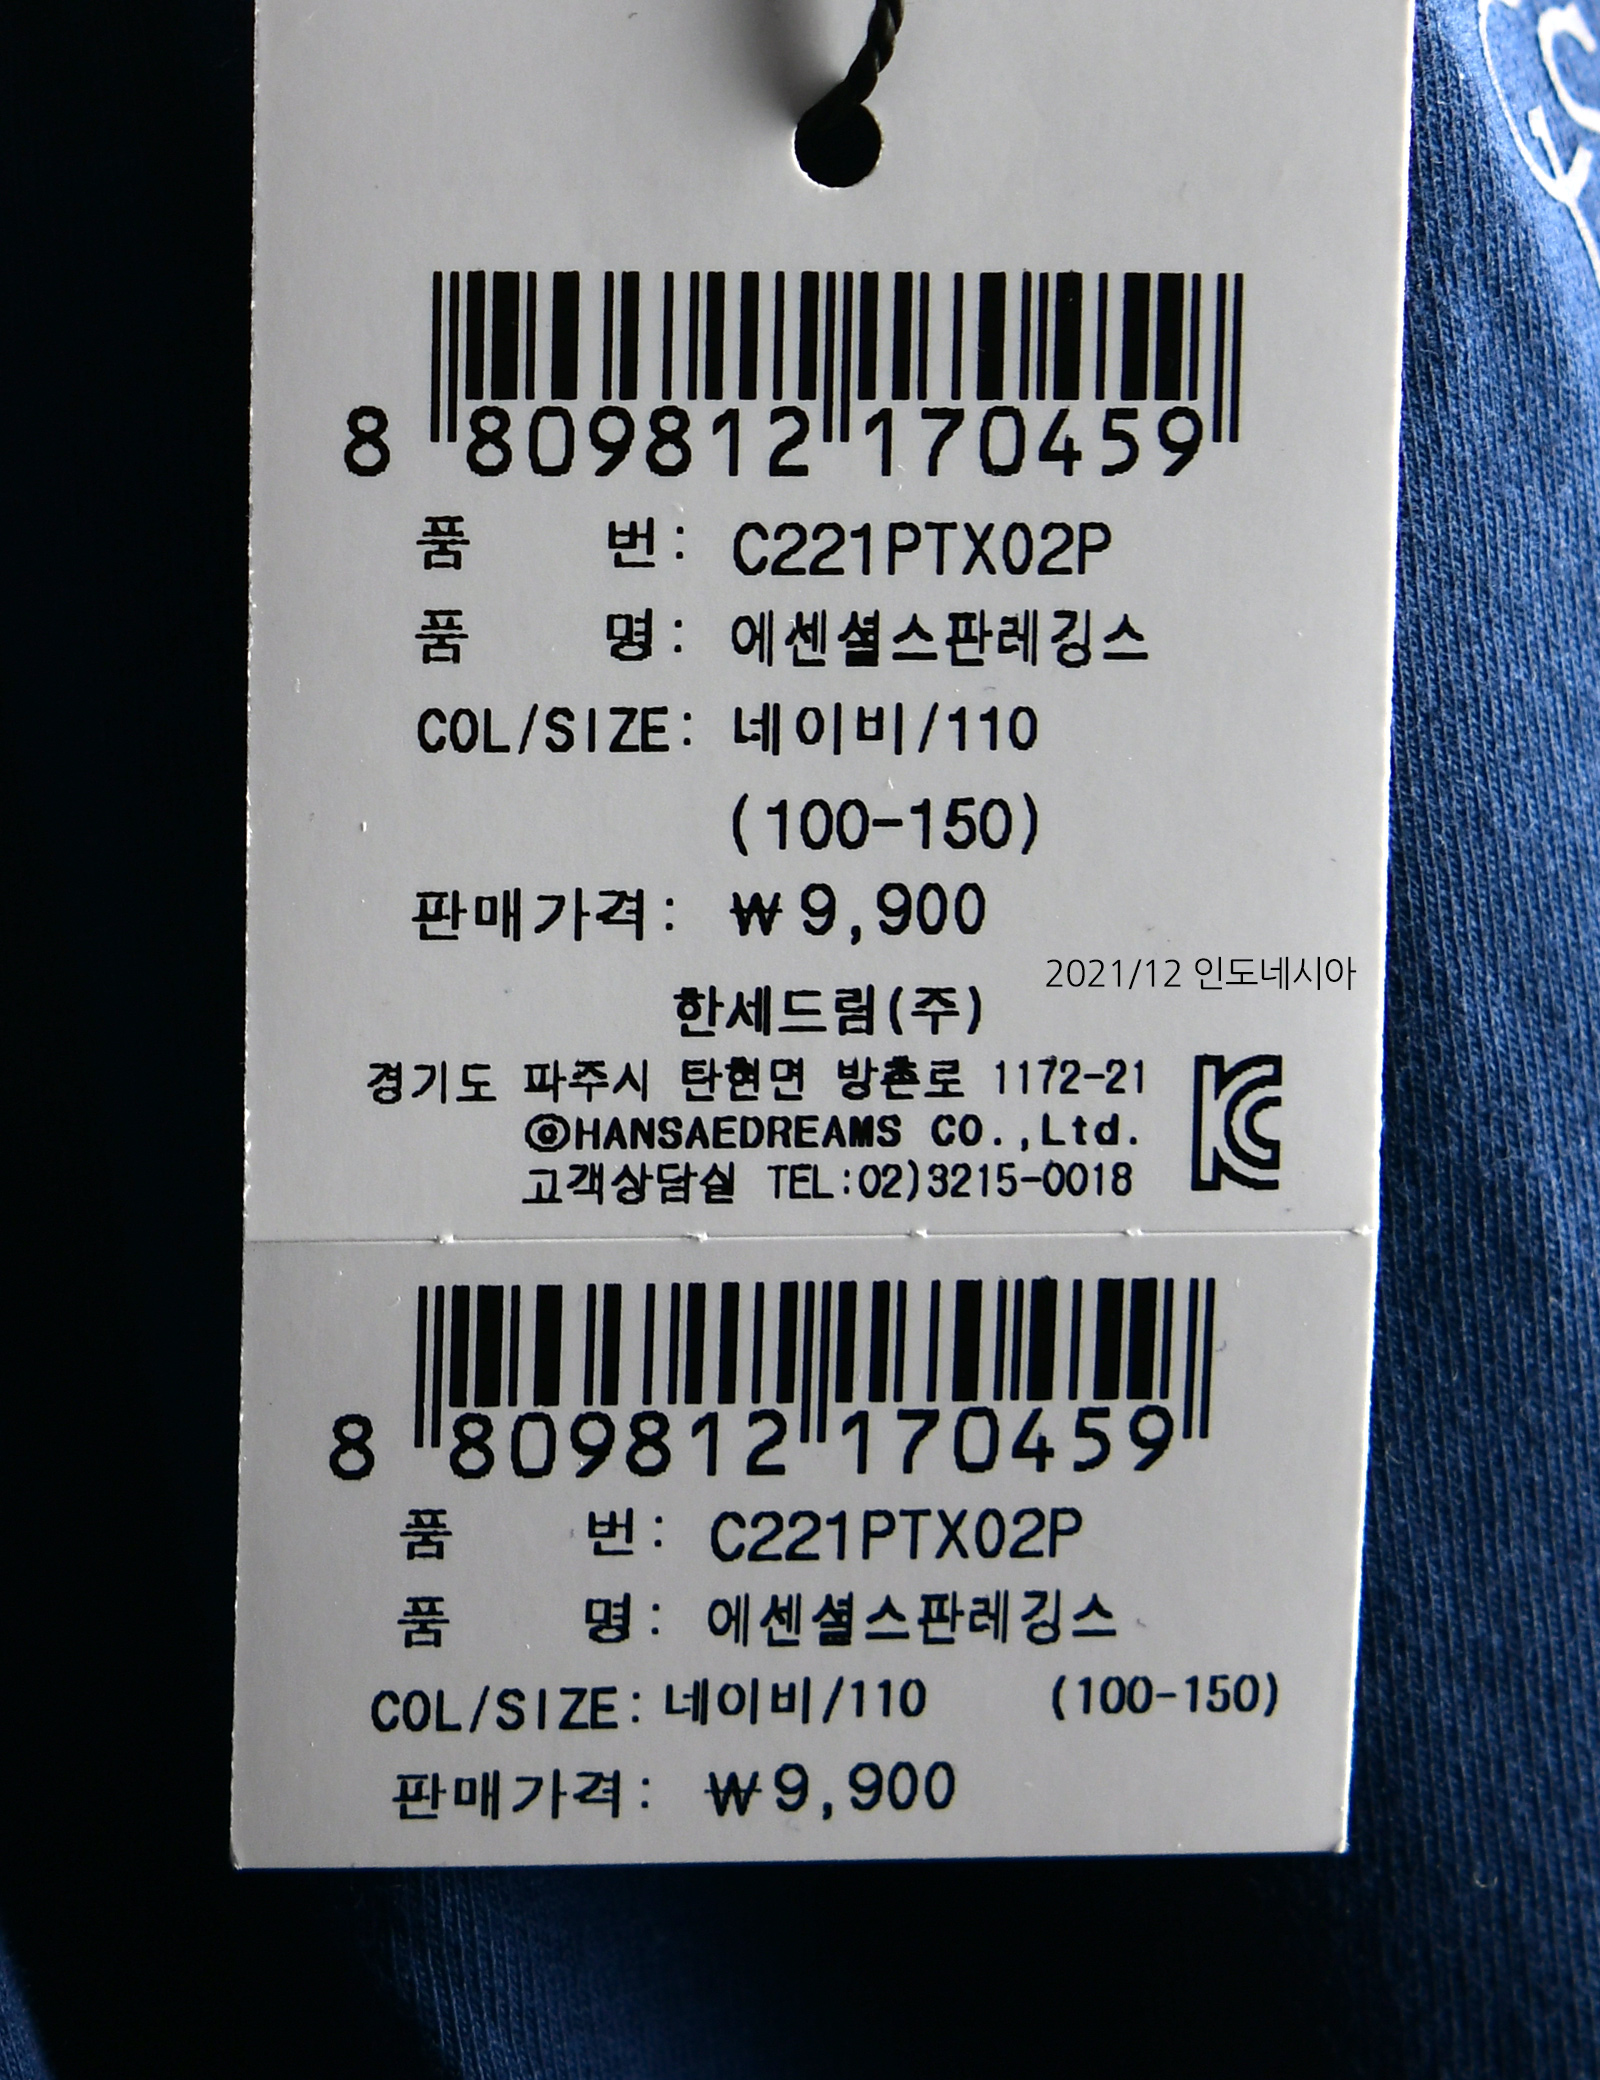 8 809812 170459
품 번: C221PTX02P
품 명: 에센셜스판레깅스
COL/SIZE: 네이비/110
(100-150)
판매가격: ₩9,900
2021/12 인도네시아
한세드림(주)
경기도 파주시 탄현면 방촌로 1172-21
©HANSAEDREAMS CO.,Ltd.
고객상담실 TEL:02)3215-0018
8 809812 170459
품 번: C221PTX02P
품 명: 에센셜스판레깅스
COL/SIZE: 네이비/110 (100-150)
판매가격: ₩9,900